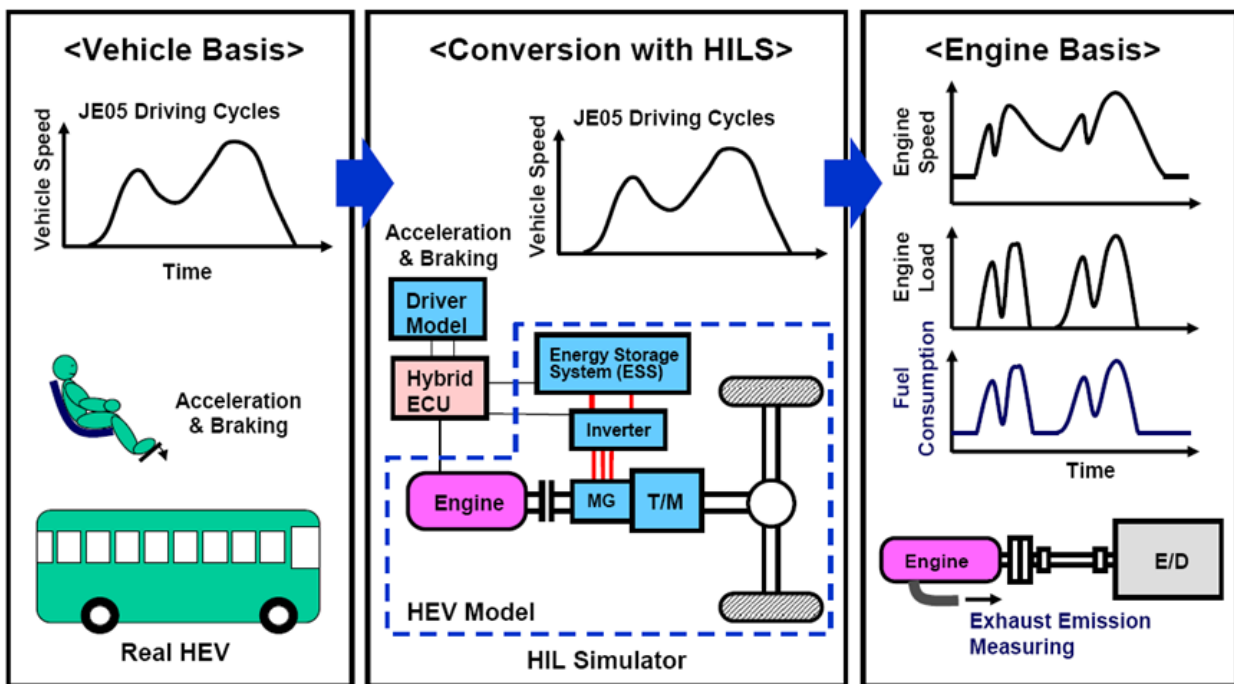 <Vehicle Basis>
JE05 Driving Cycles
Vehicle Speed
Time
Acceleration
& Braking
Real HEV
<Conversion with HILS>
JE05 Driving Cycles
Vehicle Speed
Acceleration
& Braking
Driver
Model
Hybrid
ECU
Energy Storage
System (ESS)
Inverter
Engine
MG
T/M
HEV Model
HIL Simulator
<Engine Basis>
Engine
Speed
Engine
Load
Fuel
Consumption
Time
Engine
E/D
Exhaust Emission
Measuring